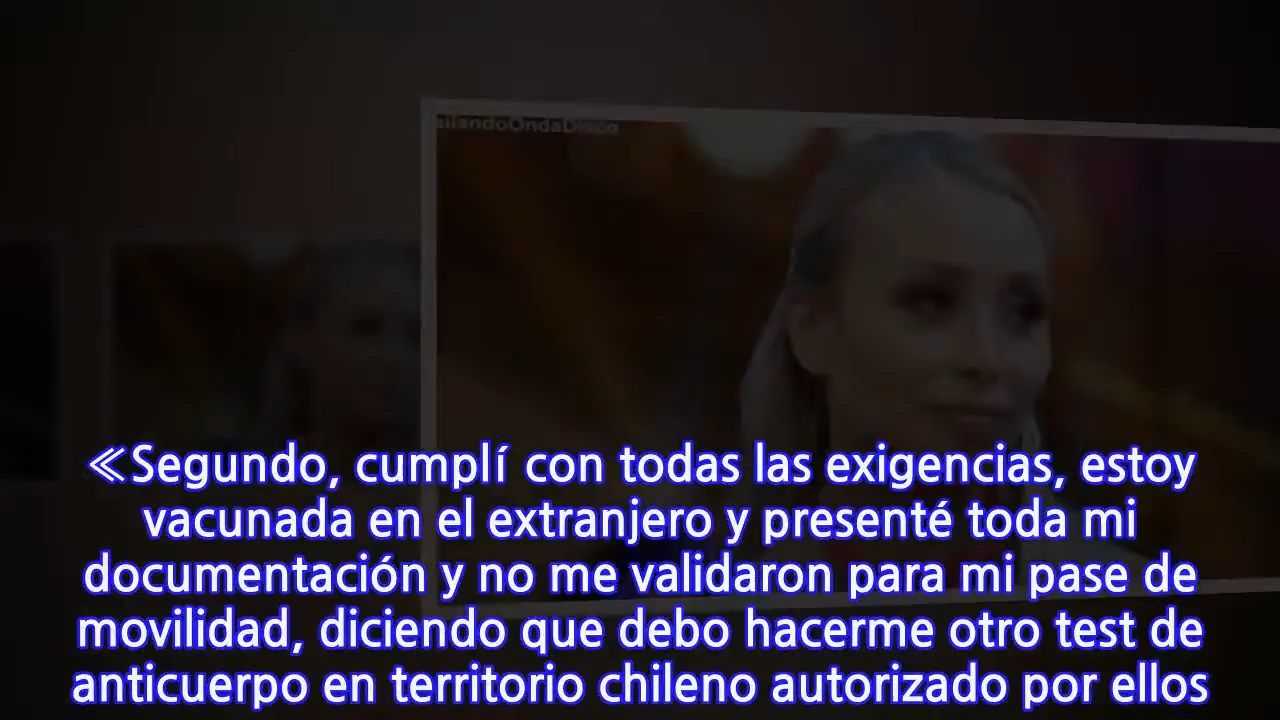 ailandoOndaDisco
≪Segundo, cumplí con todas las exigencias, estoy
vacunada en el extranjero y presenté toda mi
documentación y no me validaron para mi pase de
movilidad, diciendo que debo hacerme otro test de
anticuerpo en territorio chileno autorizado por ellos